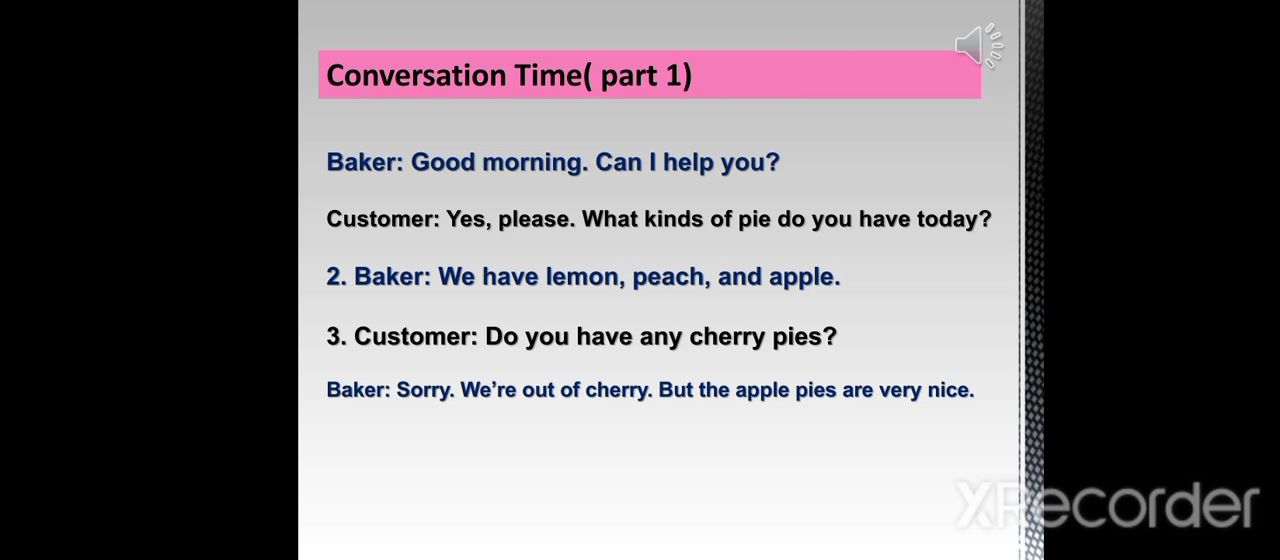 Conversation Time( part 1)
Baker: Good morning. Can I help you?
Customer: Yes, please. What kinds of pie do you have today?
2. Baker: We have lemon, peach, and apple.
3. Customer: Do you have any cherry pies?
Baker: Sorry. We’re out of cherry. But the apple pies are very nice.
XRecorder